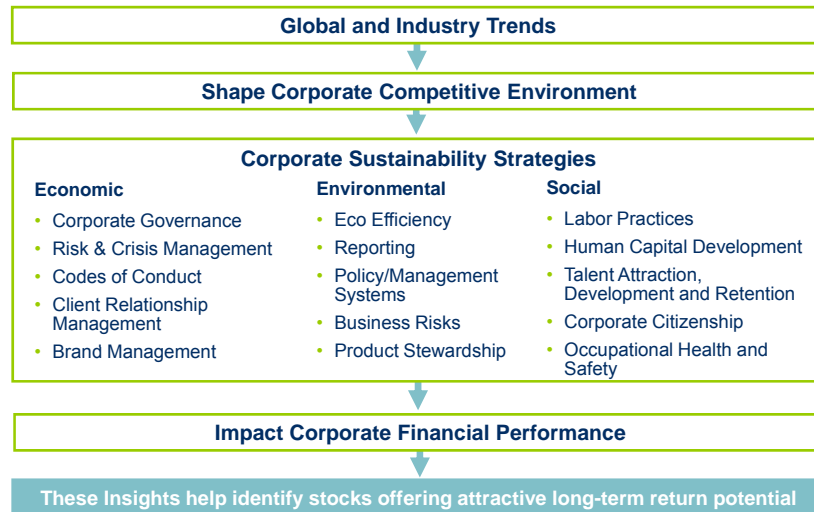 Global and Industry Trends
Shape Corporate Competitive Environment
Corporate Sustainability Strategies
Economic
• Corporate Governance
• Risk & Crisis Management
• Codes of Conduct
• Client Relationship
Management
• Brand Management
Environmental
• Eco Efficiency
• Reporting
• Policy/Management
Systems
• Business Risks
• Product Stewardship
Social
• Labor Practices
• Human Capital Development
• Talent Attraction,
Development and Retention
• Corporate Citizenship
• Occupational Health and
Safety
Impact Corporate Financial Performance
These Insights help identify stocks offering attractive long-term return potential